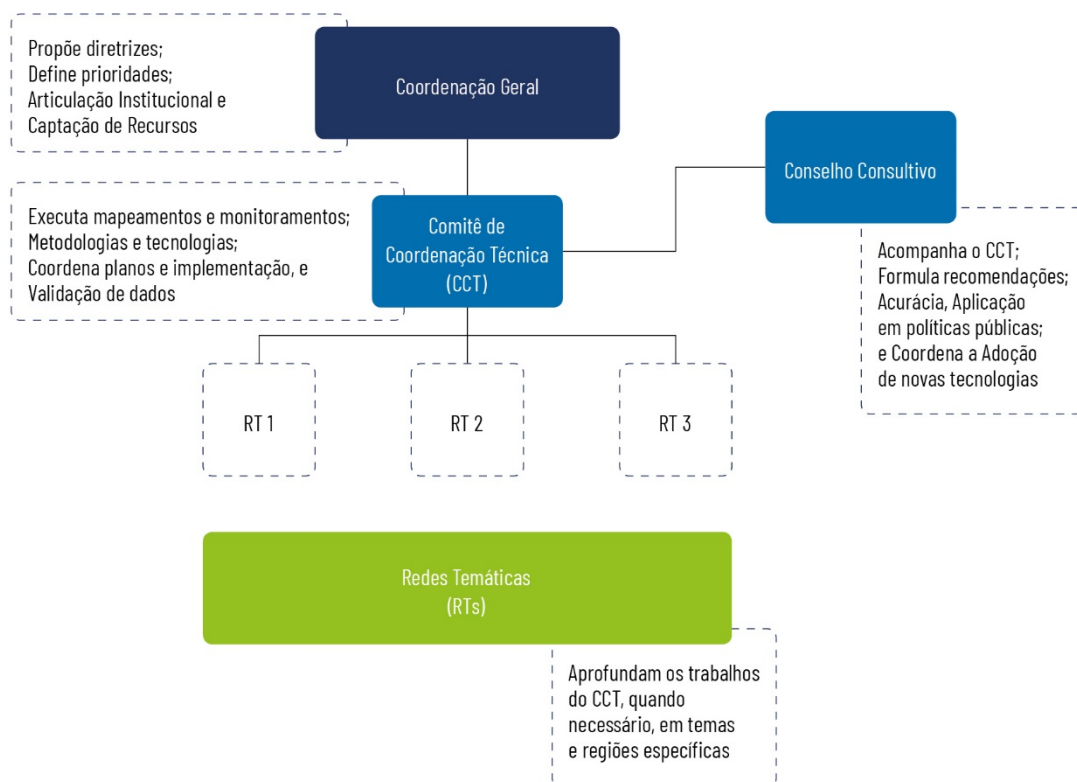 Propõe diretrizes;
Define prioridades;
Articulação Institucional e
Captação de Recursos
Coordenação Geral
Conselho Consultivo
Executa mapeamentos e monitoramentos;
Metodologias e tecnologias;
Coordena planos e implementação, e
Validação de dados
Comitê de
Coordenação Técnica
(CCT)
Acompanha o CCT;
Formula recomendações;
Acurácia, Aplicação
em políticas públicas;
e Coordena a Adoção
de novas tecnologias
RT 1
RT 2
RT 3
Redes Temáticas
(RTs)
Aprofundam os trabalhos
do CCT, quando
necessário, em temas
e regiões específicas